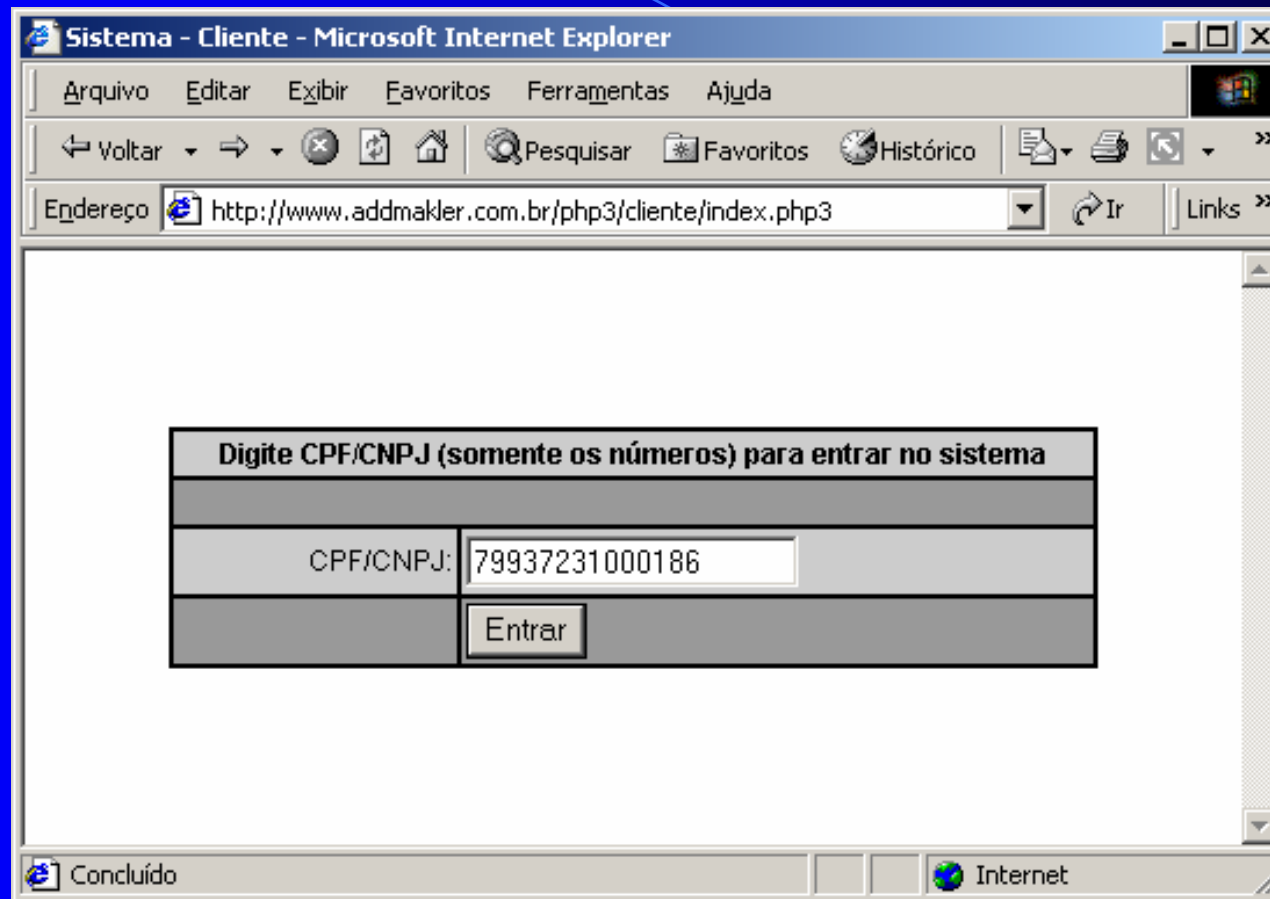 Sistema - Cliente - Microsoft Internet Explorer
Arquivo Editar Exibir Favoritos Ferramentas Ajuda
Voltar Pesquisar Favoritos Histórico »
Endereço http://www.addmakler.com.br/php3/cliente/index.php3 Ir Links »
Digite CPF/CNPJ (somente os números) para entrar no sistema
CPF/CNPJ: 79937231000186
Entrar
Concluído Internet